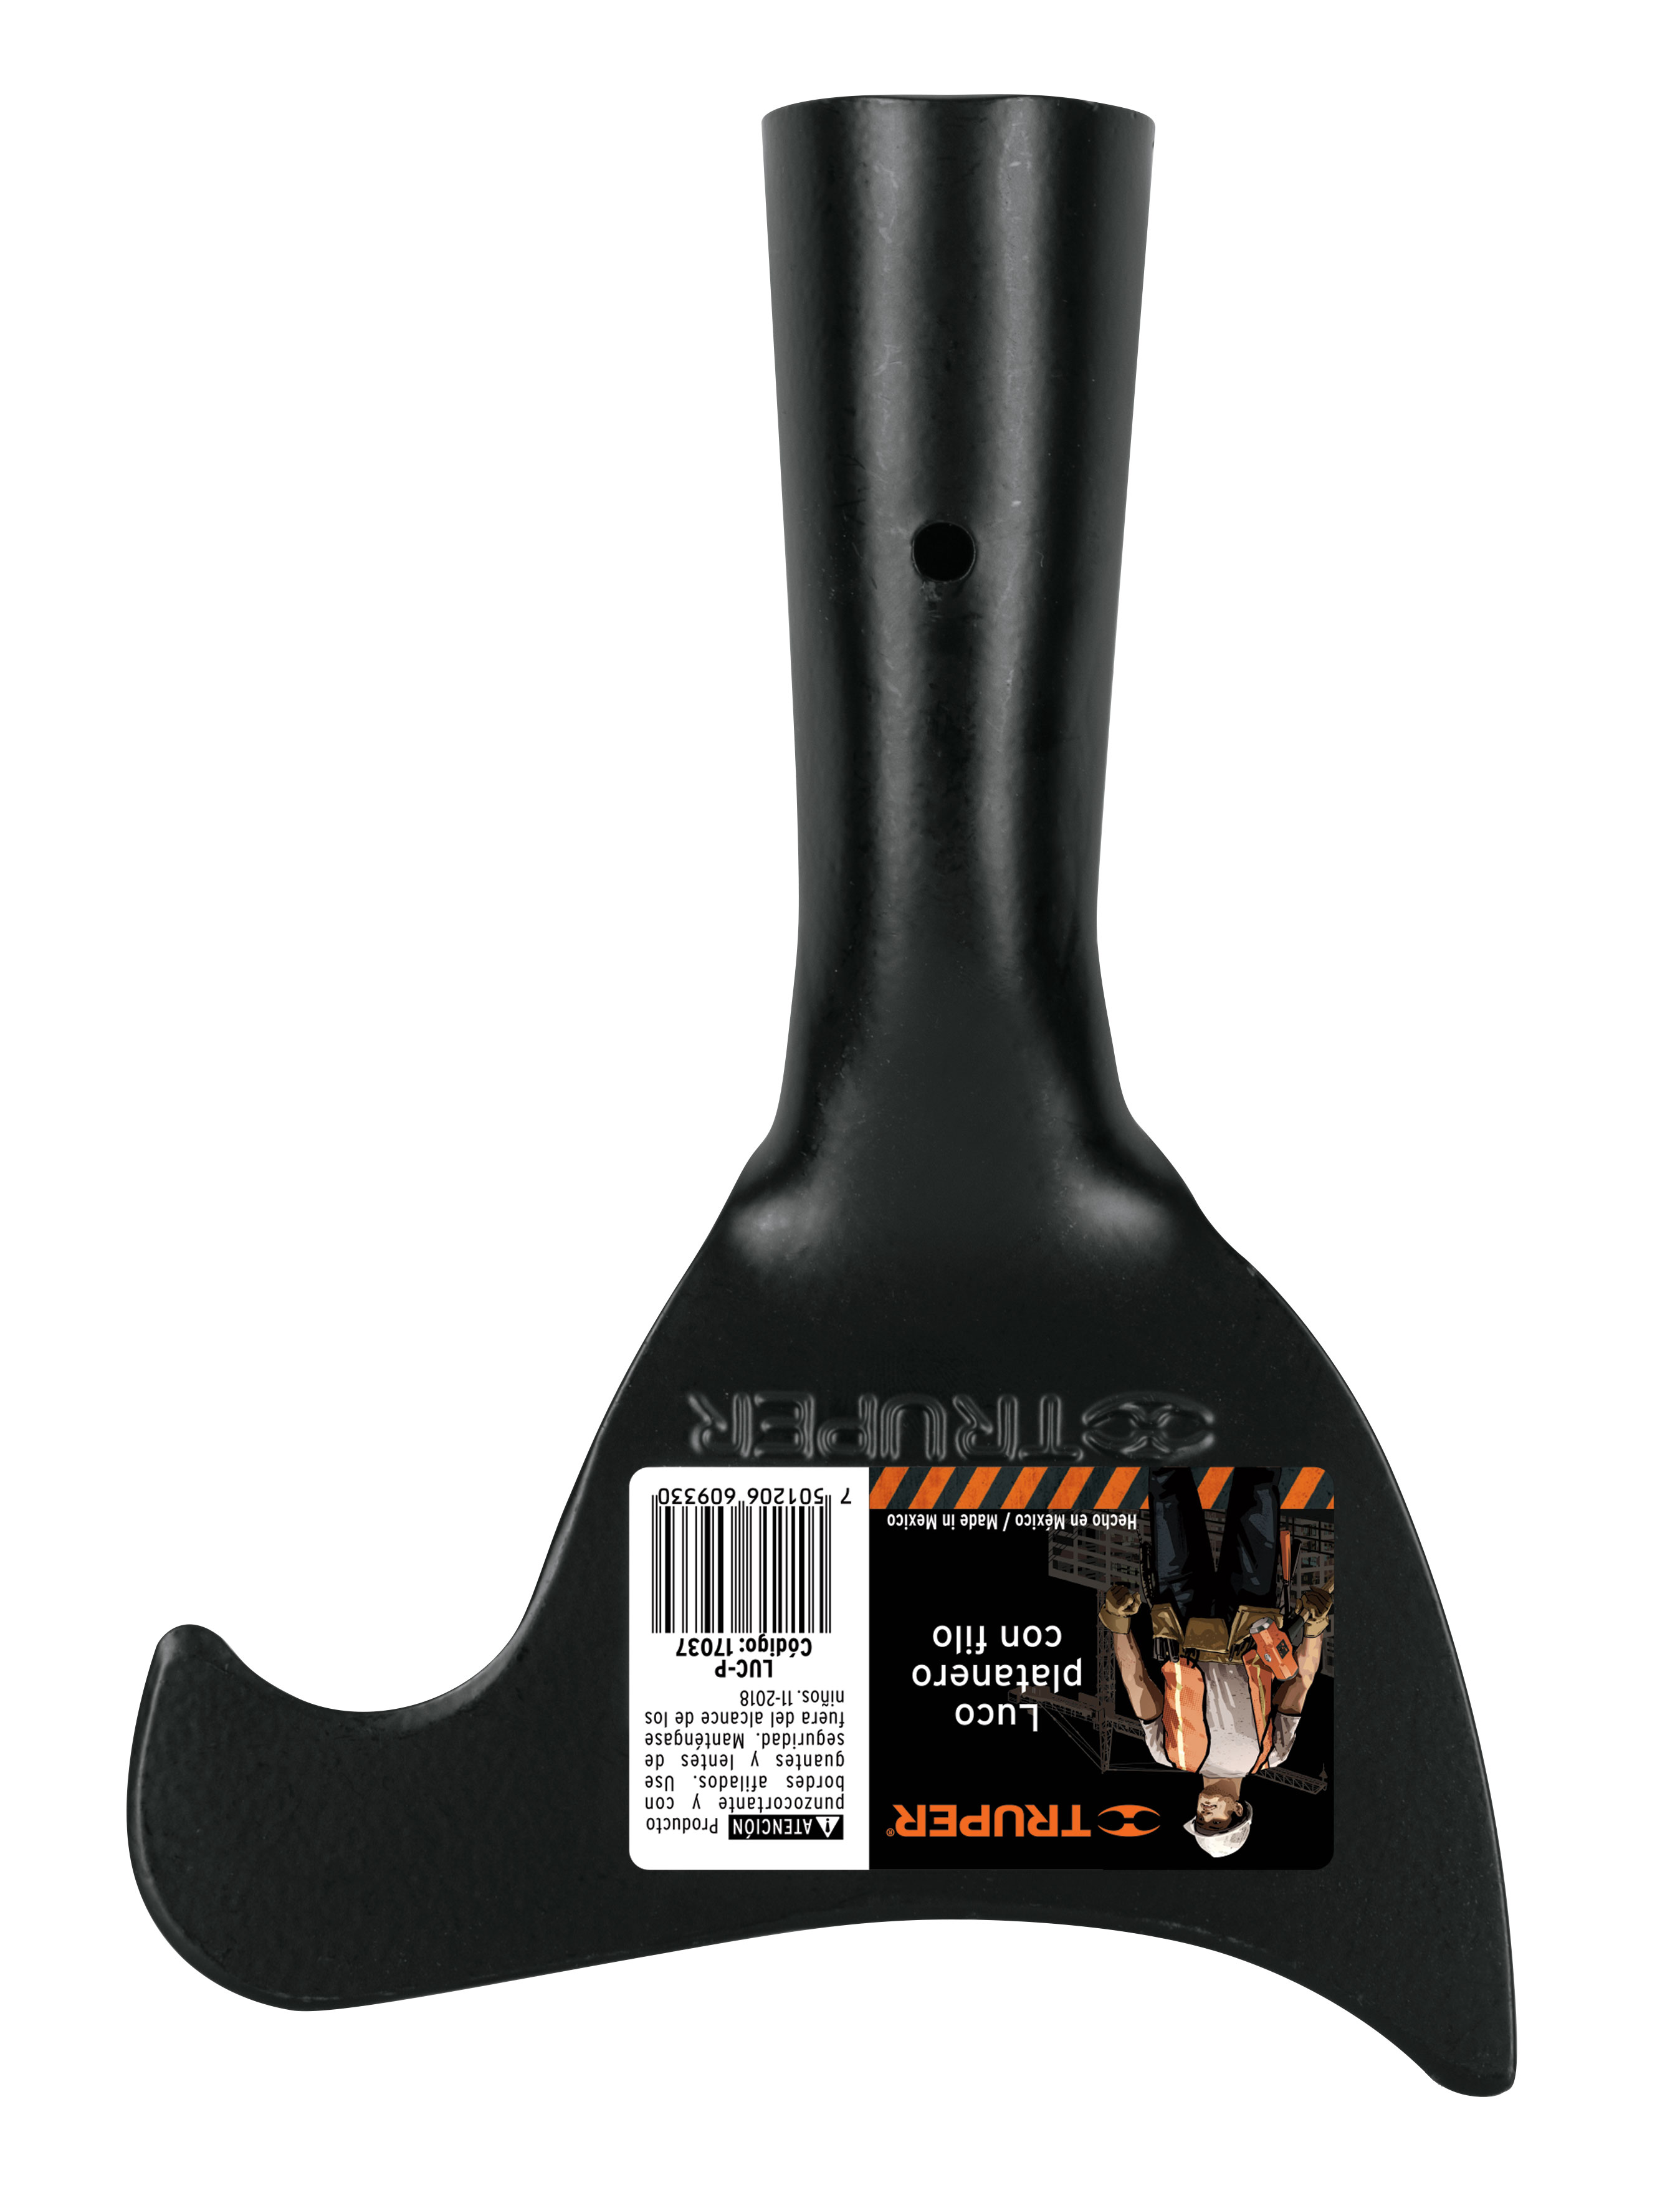 TRUPER
TRUPER®
Luco
platanero
con filo
Hecho en México / Made in Mexico
ATENCIÓN Producto
punzocortante y con
bordes afilados. Use
guantes y lentes de
seguridad. Manténgase
fuera del alcance de los
niños. 11-2018
LUC-P
Código: 17037
7 501206 609330